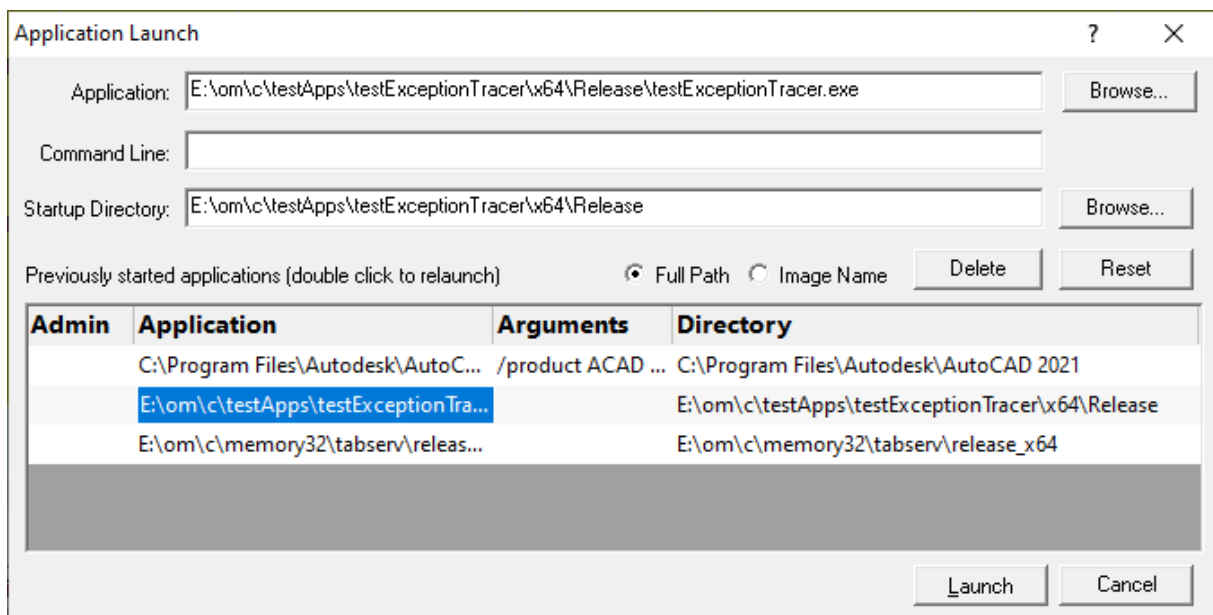 Application Launch ?
Application: E:\om\c\testApps\testExceptionTracer\x64\Release\testExceptionTracer.exe Browse...
Command Line:
Startup Directory: E:\om\c\testApps\testExceptionTracer\x64\Release Browse...
Previously started applications (double click to relaunch) Full Path Image Name Delete Reset
Admin Application Arguments Directory
C:\Program Files\Autodesk\AutoC... /product ACAD ... C:\Program Files\Autodesk\AutoCAD 2021
E:\om\c\testApps\testExceptionTra... E:\om\c\testApps\testExceptionTracer\x64\Release
E:\om\c\memory32\tabserv\releas... E:\om\c\memory32\tabserv\release_x64
Launch Cancel